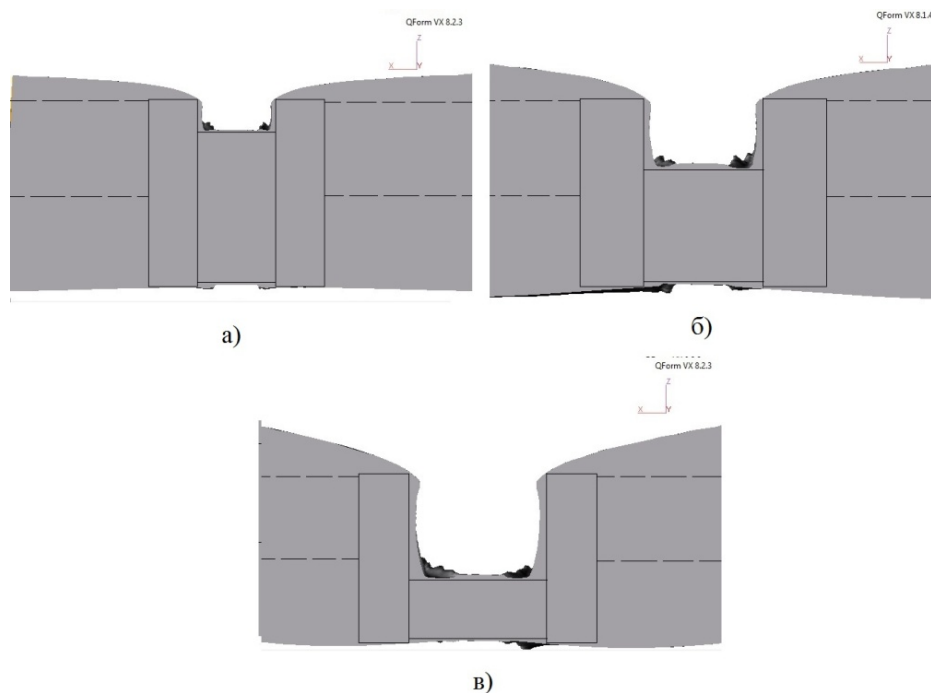 QForm VX 8.2.3
Z
X
Y
а)
QForm VX 8.1.4
Z
X
Y
б)
QForm VX 8.2.3
Z
X
Y
в)